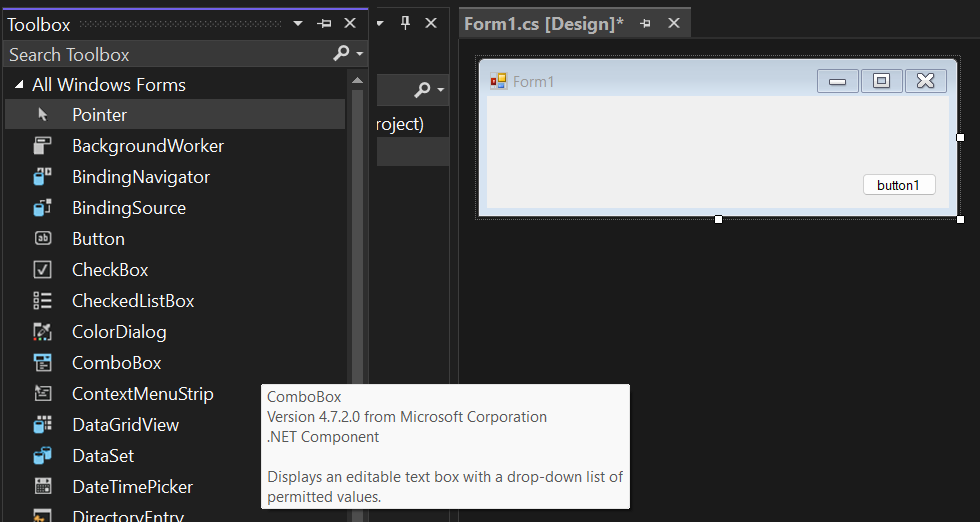 Toolbox
Search Toolbox
All Windows Forms
Pointer
BackgroundWorker
BindingNavigator
BindingSource
Button
CheckBox
CheckedListBox
ColorDialog
ComboBox
ContextMenuStrip
DataGridView
DataSet
DateTimePicker
DirectoryEntry
ComboBox
Version 4.7.2.0 from Microsoft Corporation
.NET Component
Displays an editable text box with a drop-down list of
permitted values.
roject)
Form1.cs [Design]*
Form1
button1